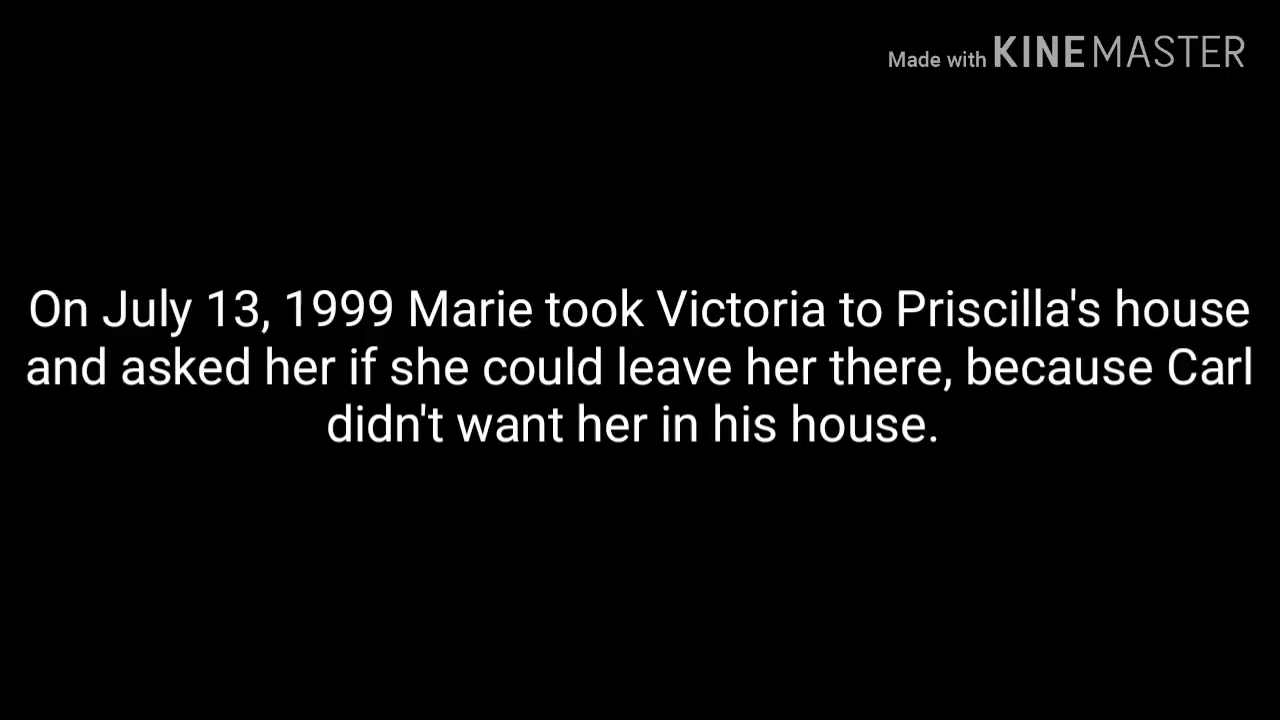 Made with KINEMASTER
On July 13, 1999 Marie took Victoria to Priscilla's house
and asked her if she could leave her there, because Carl
didn't want her in his house.